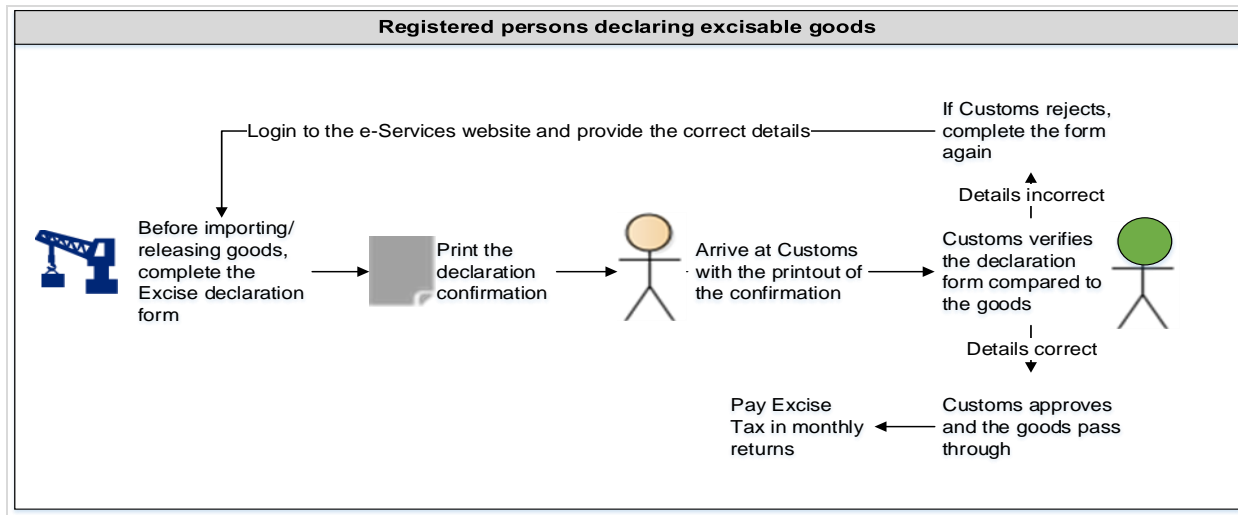 Registered persons declaring excisable goods
If Customs rejects,
complete the form
again
Login to the e-Services website and provide the correct details
Details incorrect
Before importing/
releasing goods,
complete the
Excise declaration
form
Print the
declaration
confirmation
Arrive at Customs
with the printout of
the confirmation
Customs verifies
the declaration
form compared to
the goods
Details correct
Customs approves
and the goods pass
through
Pay Excise
Tax in monthly
returns